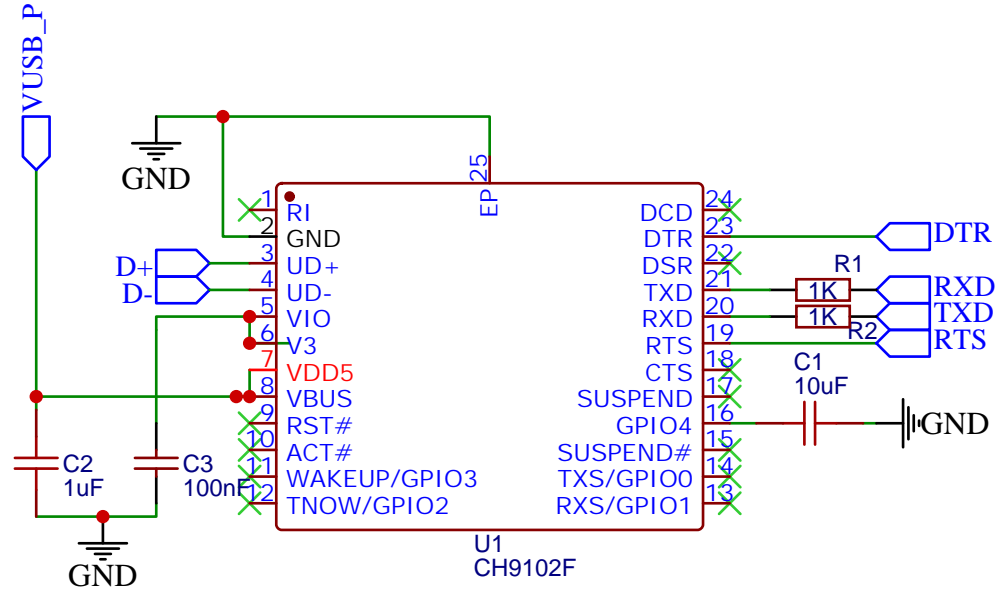 VUSB_P
GND
25
EP
1 RI
2 GND
D+ 3 UD+
D- 4 UD-
5 VIO
6 V3
7 VDD5
8 VBUS
9 RST#
10 ACT#
11 WAKEUP/GPIO3
12 TNOW/GPIO2
DCD 24
DTR 23 DTR
DSR 22
R1
TXD 21 1K RXD
RXD 20 1K TXD
R2
RTS 19 RTS
CTS 18
SUSPEND 17
C1
10uF
GPIO4 16 GND
SUSPEND# 15
TXS/GPIO0 14
RXS/GPIO1 13
C2
1uF
C3
100nF
GND
U1
CH9102F